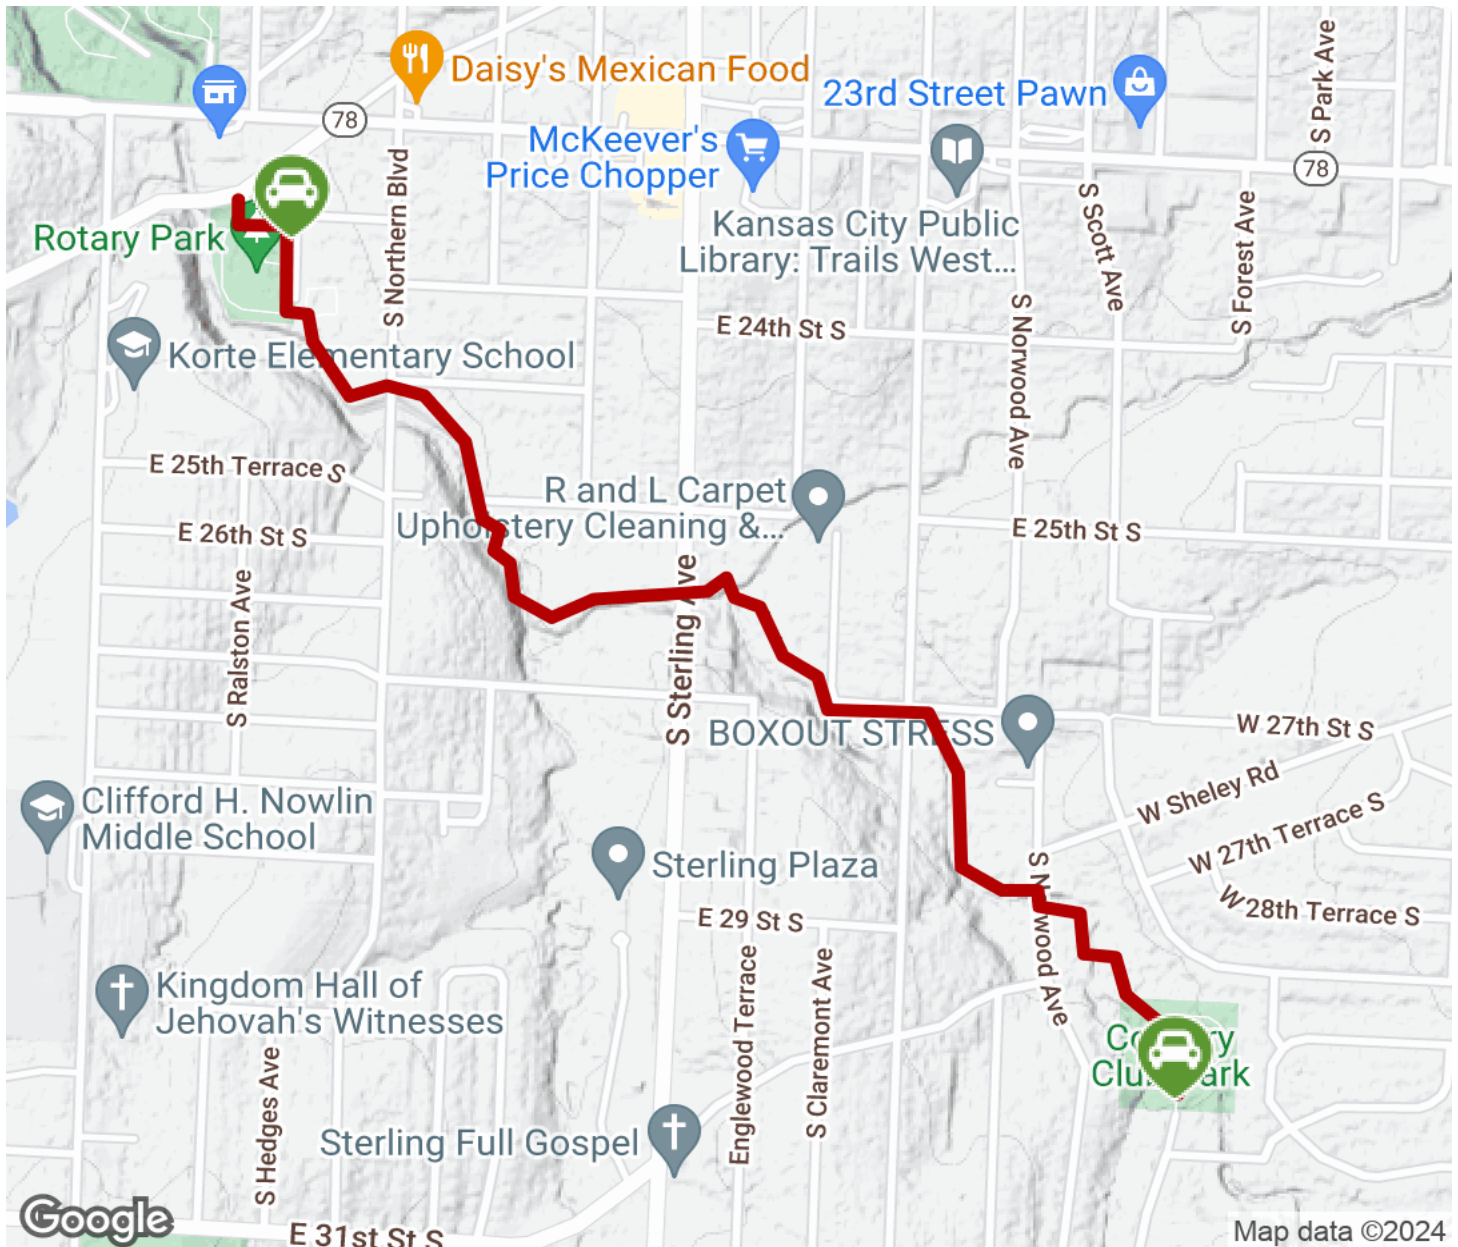 Daisy's Mexican Food
S Park Ave
23rd Street Pawn
78
McKeever's
Price Chopper
78
S Northern Blvd
S Scott Ave
Rotary Park
Kansas City Public
Library: Trails West...
S Forest Ave
S Norwood Ave
E 24th St S
Korte Elementary School
E 25th Terrace S
R and L Carpet
Upholstery Cleaning &...
E 26th St S
E 25th St S
S Ralston Ave
S Sterling Ave
BOXOUT STRESS
W 27th St S
W Sheley Rd
Clifford H. Nowlin
Middle School
W 27th Terrace S
Sterling Plaza
S Norwood Ave
W 28th Terrace S
E 29 St S
Englewood Terrace
S Claremont Ave
Kingdom Hall of
Jehovah's Witnesses
Country
Club Park
S Hedges Ave
Sterling Full Gospel
Google
E 31st St S
Map data ©2024